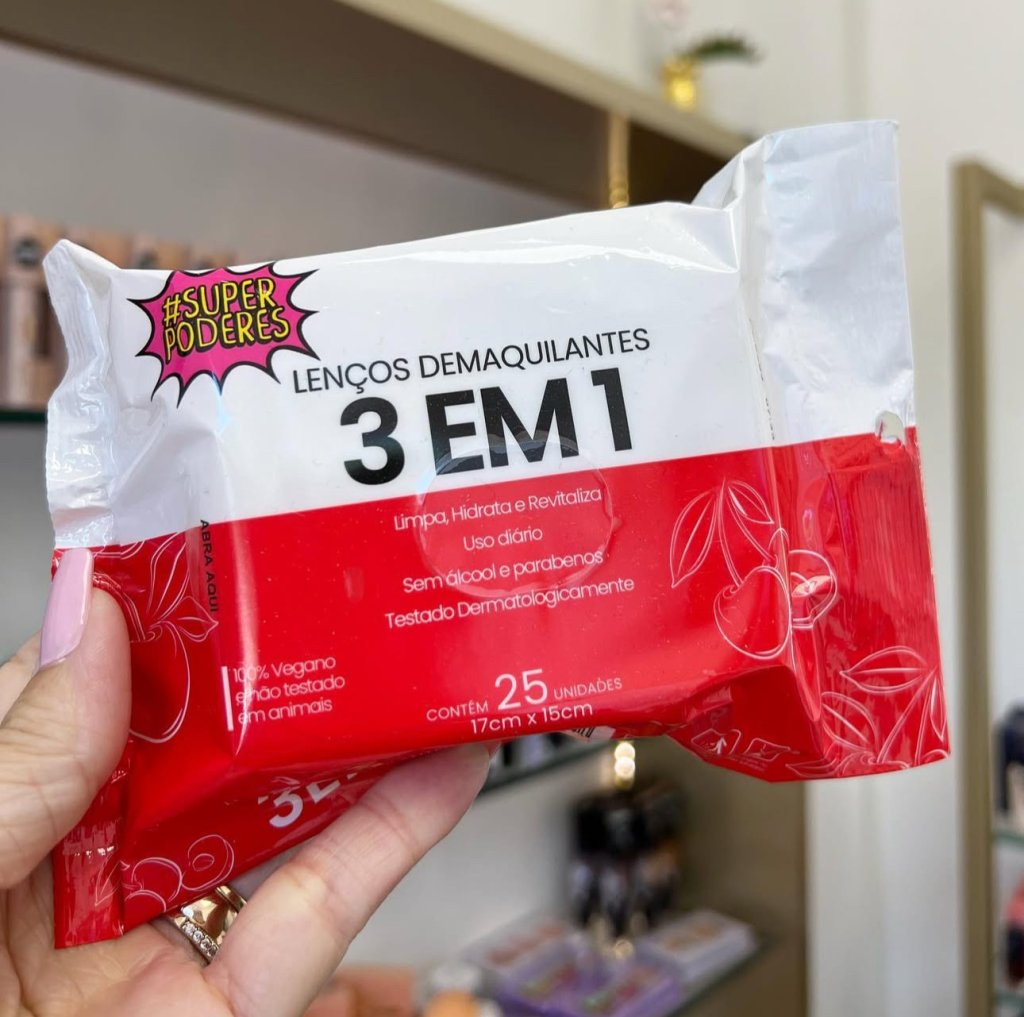 #SUPER
PODERES
LENÇOS DEMAQUILANTES
3 EM 1
Limpa, Hidrata e Revitaliza
Uso diário
Sem álcool e parabenos
Testado Dermatologicamente
ABRA AQUI
100% Vegano
e não testado
em animais
CONTÉM 25 UNIDADES
17cm x 15cm
3 E